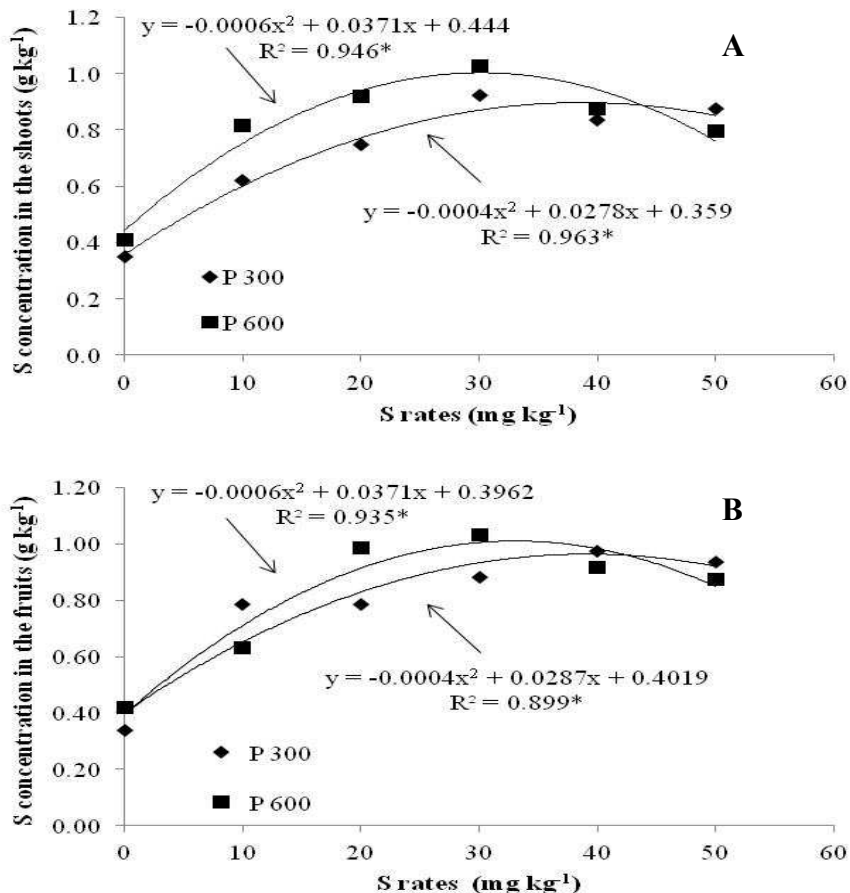 y = -0.0006x² + 0.0371x + 0.444
R² = 0.946*
A
1.2
1.0
0.8
0.6
0.4
0.2
0.0
S concentration in the shoots (g kg⁻¹)
y = -0.0004x² + 0.0278x + 0.359
R² = 0.963*
P 300
P 600
0 10 20 30 40 50 60
S rates (mg kg⁻¹)
y = -0.0006x² + 0.0371x + 0.3962
R² = 0.935*
B
1.20
1.00
0.80
0.60
0.40
0.20
0.00
S concentration in the fruits (g kg⁻¹)
y = -0.0004x² + 0.0287x + 0.4019
R² = 0.899*
P 300
P 600
0 10 20 30 40 50 60
S rates (mg kg⁻¹)